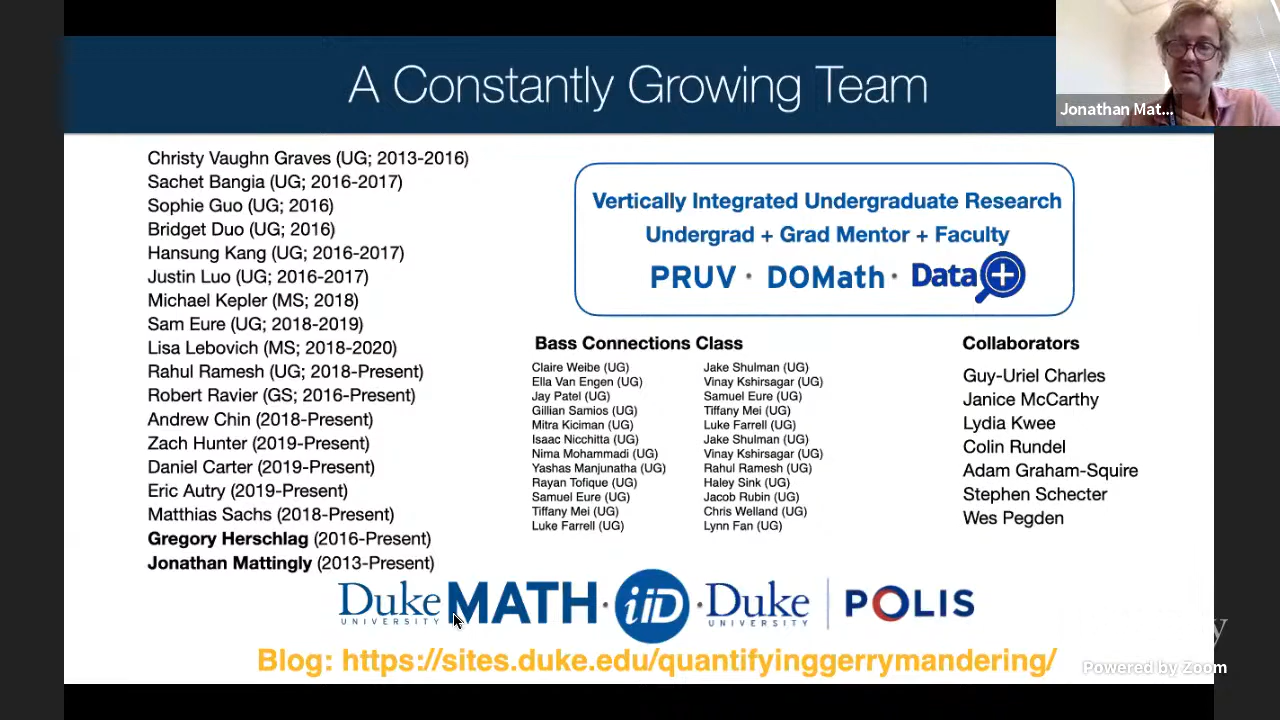 A Constantly Growing Team
Jonathan Mat...
Christy Vaughn Graves (UG; 2013-2016)
Sachet Bangia (UG; 2016-2017)
Sophie Guo (UG; 2016)
Bridget Duo (UG; 2016)
Hansung Kang (UG; 2016-2017)
Justin Luo (UG; 2016-2017)
Michael Kepler (MS; 2018)
Sam Eure (UG; 2018-2019)
Lisa Lebovich (MS; 2018-2020)
Rahul Ramesh (UG; 2018-Present)
Robert Ravier (GS; 2016-Present)
Andrew Chin (2018-Present)
Zach Hunter (2019-Present)
Daniel Carter (2019-Present)
Eric Autry (2019-Present)
Matthias Sachs (2018-Present)
Gregory Herschlag (2016-Present)
Jonathan Mattingly (2013-Present)
Vertically Integrated Undergraduate Research
Undergrad + Grad Mentor + Faculty
PRUV · DOMath · Data+
Bass Connections Class
Claire Weibe (UG)
Ella Van Engen (UG)
Jay Patel (UG)
Gillian Samios (UG)
Mitra Kiciman (UG)
Isaac Nicchitta (UG)
Nima Mohammadi (UG)
Yashas Manjunatha (UG)
Rayan Tofique (UG)
Samuel Eure (UG)
Tiffany Mei (UG)
Luke Farrell (UG)
Jake Shulman (UG)
Vinay Kshirsagar (UG)
Samuel Eure (UG)
Tiffany Mei (UG)
Luke Farrell (UG)
Jake Shulman (UG)
Vinay Kshirsagar (UG)
Rahul Ramesh (UG)
Haley Sink (UG)
Jacob Rubin (UG)
Chris Welland (UG)
Lynn Fan (UG)
Collaborators
Guy-Uriel Charles
Janice McCarthy
Lydia Kwee
Colin Rundel
Adam Graham-Squire
Stephen Schecter
Wes Pegden
Duke MATH · iiD · Duke | POLIS
UNIVERSITY UNIVERSITY
Blog: https://sites.duke.edu/quantifyinggerrymandering/
Powered by Zoom